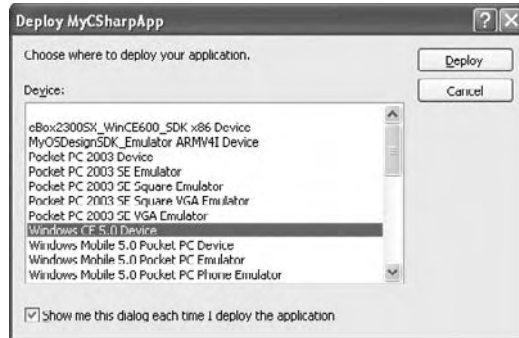 Deploy MyCSharpApp
Choose where to deploy your application.
Deploy
Device:
Cancel
eBox2300SX_WinCE600_SDK x86 Device
MyOSDesignSDK_Emulator ARMV4I Device
Pocket PC 2003 Device
Pocket PC 2003 SE Emulator
Pocket PC 2003 SE Square Emulator
Pocket PC 2003 SE Square VGA Emulator
Pocket PC 2003 SE VGA Emulator
Windows CE 5.0 Device
Windows Mobile 5.0 Pocket PC Device
Windows Mobile 5.0 Pocket PC Emulator
Windows Mobile 5.0 Pocket PC Phone Emulator
Show me this dialog each time I deploy the application